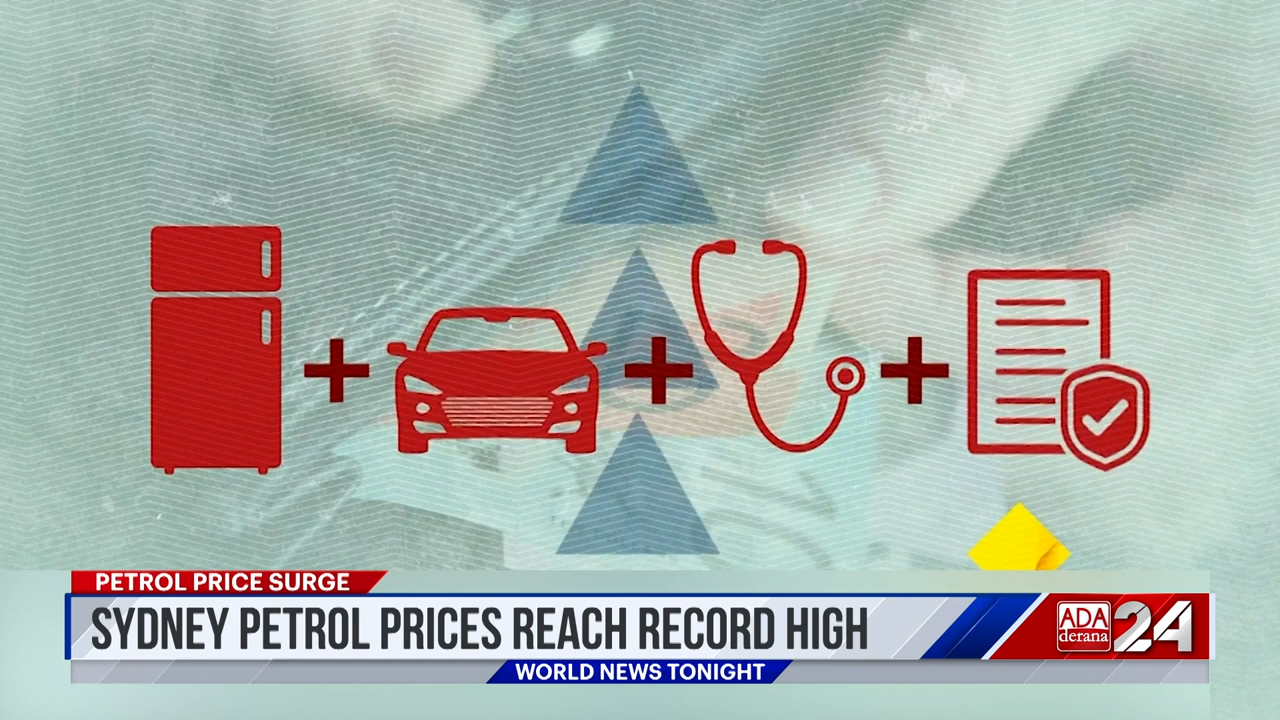 PETROL PRICE SURGE
SYDNEY PETROL PRICES REACH RECORD HIGH
ADA
derana
24
WORLD NEWS TONIGHT